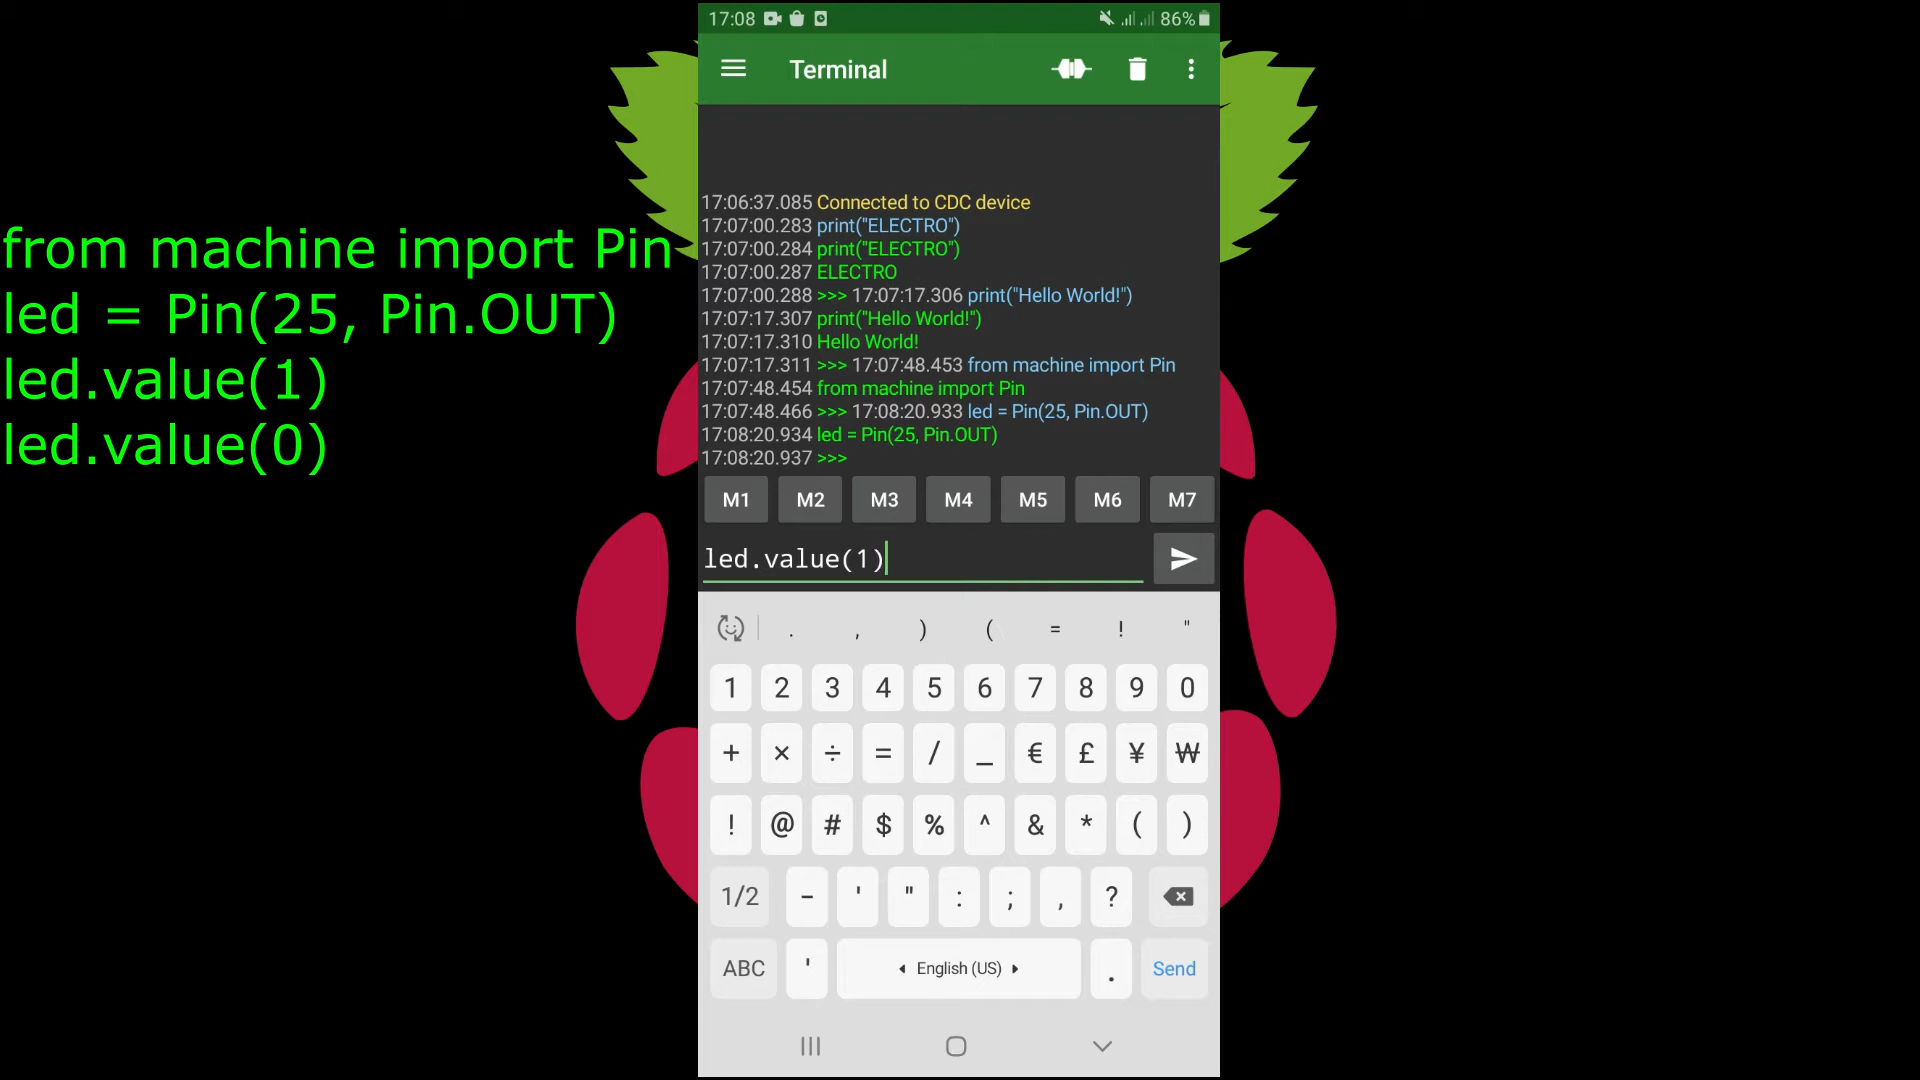 from machine import Pin
led = Pin(25, Pin.OUT)
led.value(1)
led.value(0)
17:08
86%
Terminal
17:06:37.085 Connected to CDC device
17:07:00.283 print("ELECTRO")
17:07:00.284 print("ELECTRO")
17:07:00.287 ELECTRO
17:07:00.288 >>> 17:07:17.306 print("Hello World!")
17:07:17.307 print("Hello World!")
17:07:17.310 Hello World!
17:07:17.311 >>> 17:07:48.453 from machine import Pin
17:07:48.454 from machine import Pin
17:07:48.466 >>> 17:08:20.933 led = Pin(25, Pin.OUT)
17:08:20.934 led = Pin(25, Pin.OUT)
17:08:20.937 >>>
M1 M2 M3 M4 M5 M6 M7
led.value(1)
. , ) ( = ! "
1 2 3 4 5 6 7 8 9 0
+ × ÷ = / _ € £ ¥ ₩
! @ # $ % ^ & * ( )
1/2 - ' " : ; , ?
ABC ' English (US) . Send